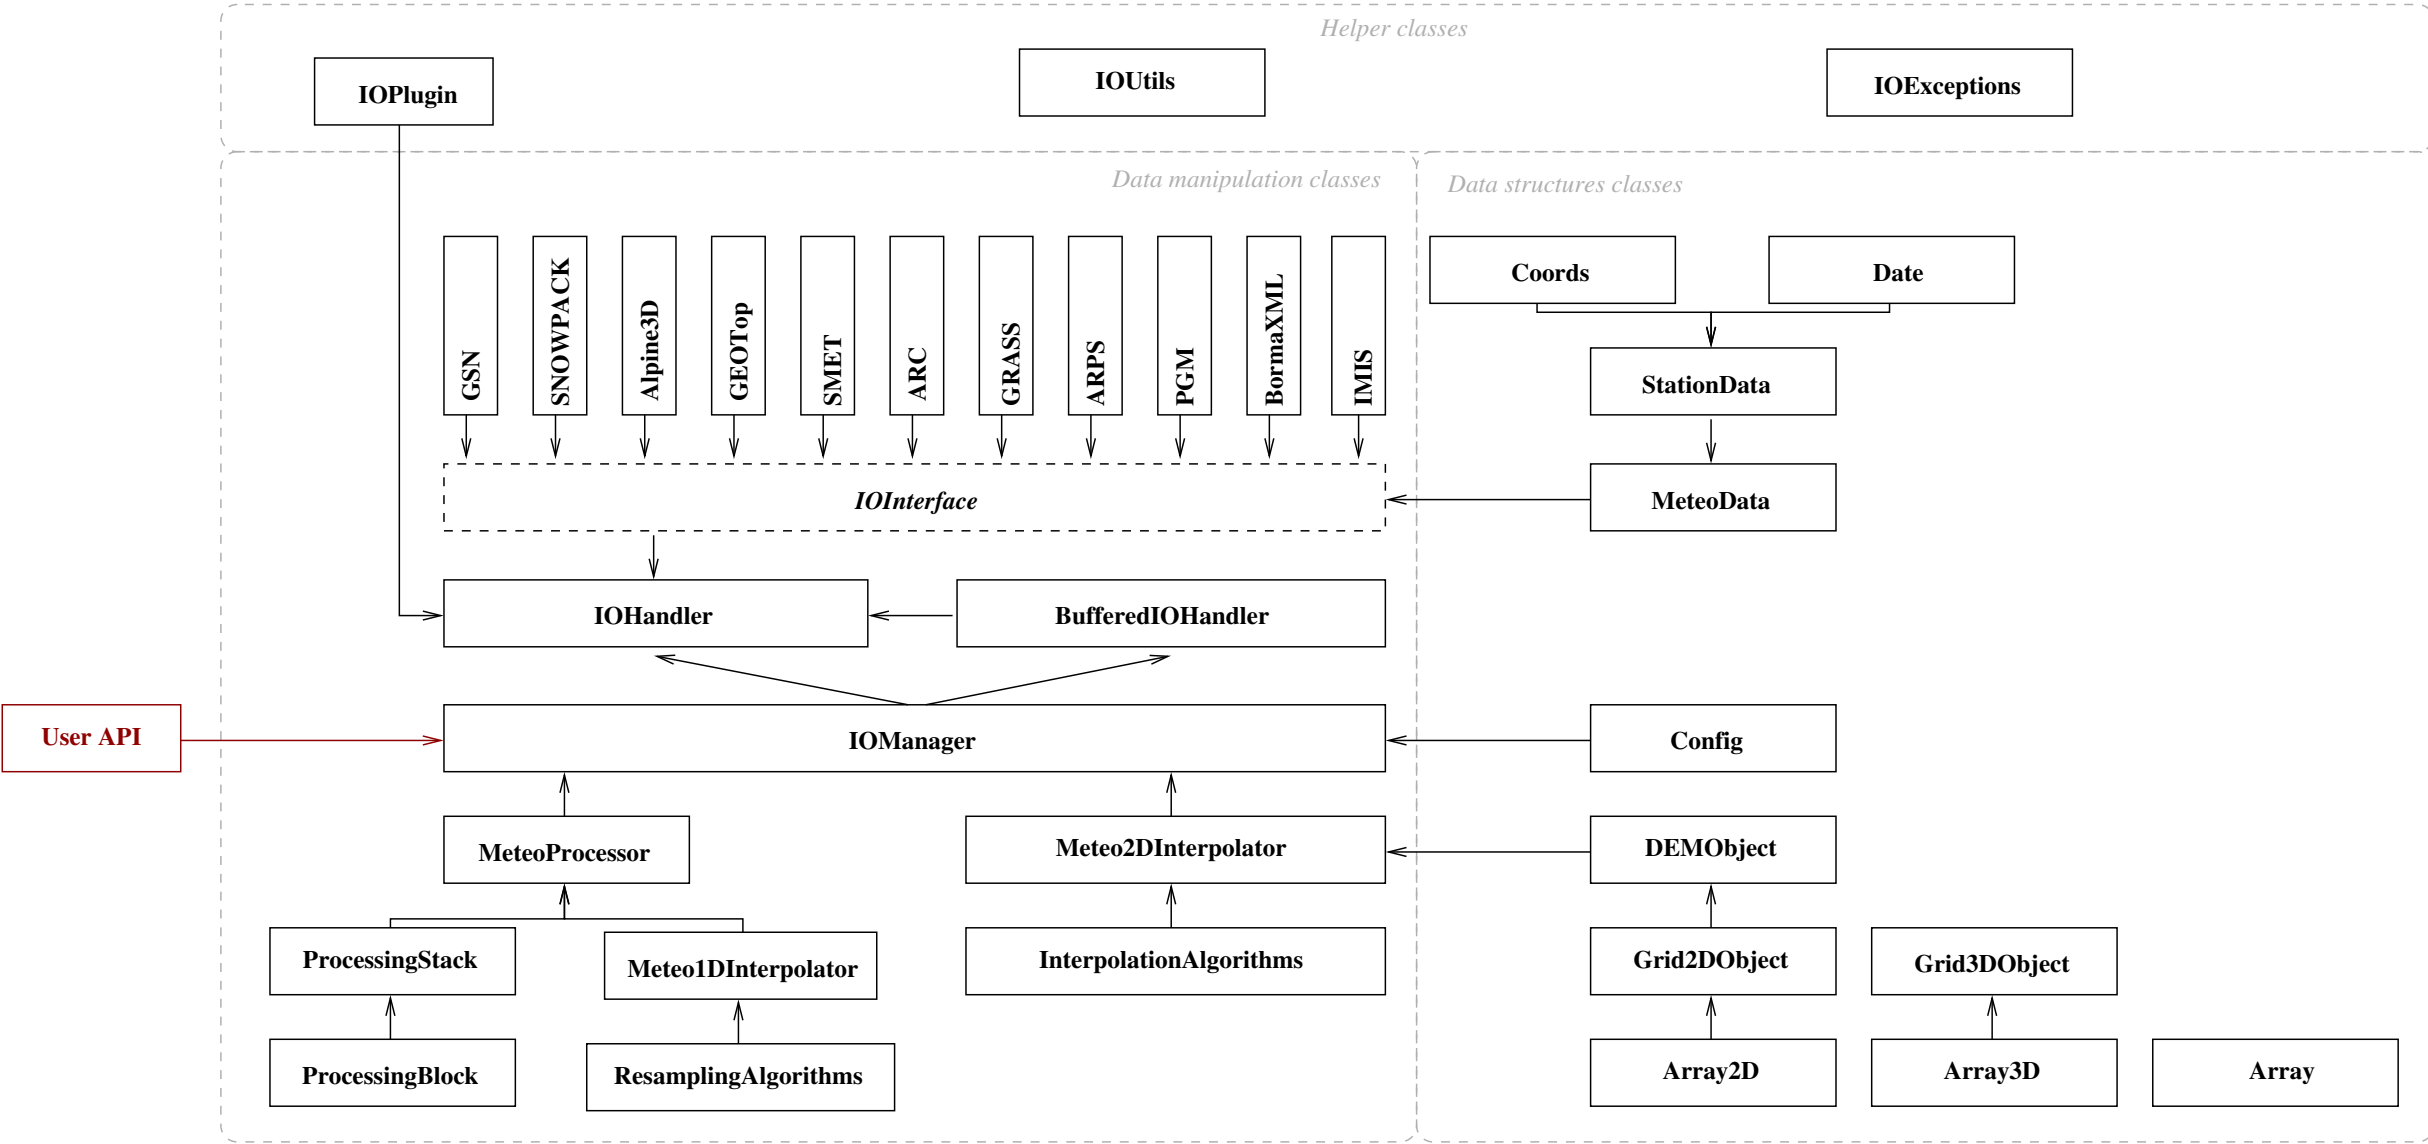 Helper classes
IOPlugin
IOUtils
IOExceptions
Data manipulation classes
Data structures classes
GSN
SNOWPACK
Alpine3D
GEOTop
SMET
ARC
GRASS
ARPS
PGM
BormaXML
IMIS
Coords
Date
StationData
IOInterface
MeteoData
IOHandler
BufferedIOHandler
User API
IOManager
Config
MeteoProcessor
Meteo2DInterpolator
DEMObject
ProcessingStack
Meteo1DInterpolator
InterpolationAlgorithms
Grid2DObject
Grid3DObject
ProcessingBlock
ResamplingAlgorithms
Array2D
Array3D
Array